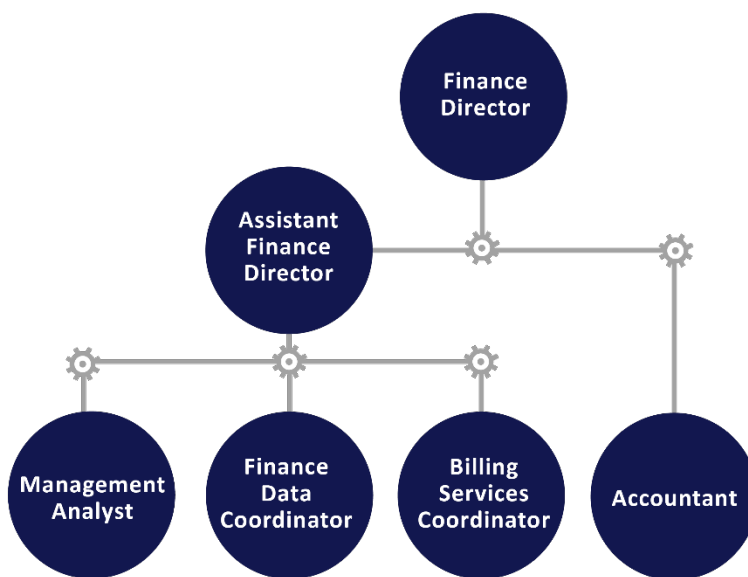 Finance
Director
Assistant
Finance
Director
Management
Analyst
Finance
Data
Coordinator
Billing
Services
Coordinator
Accountant